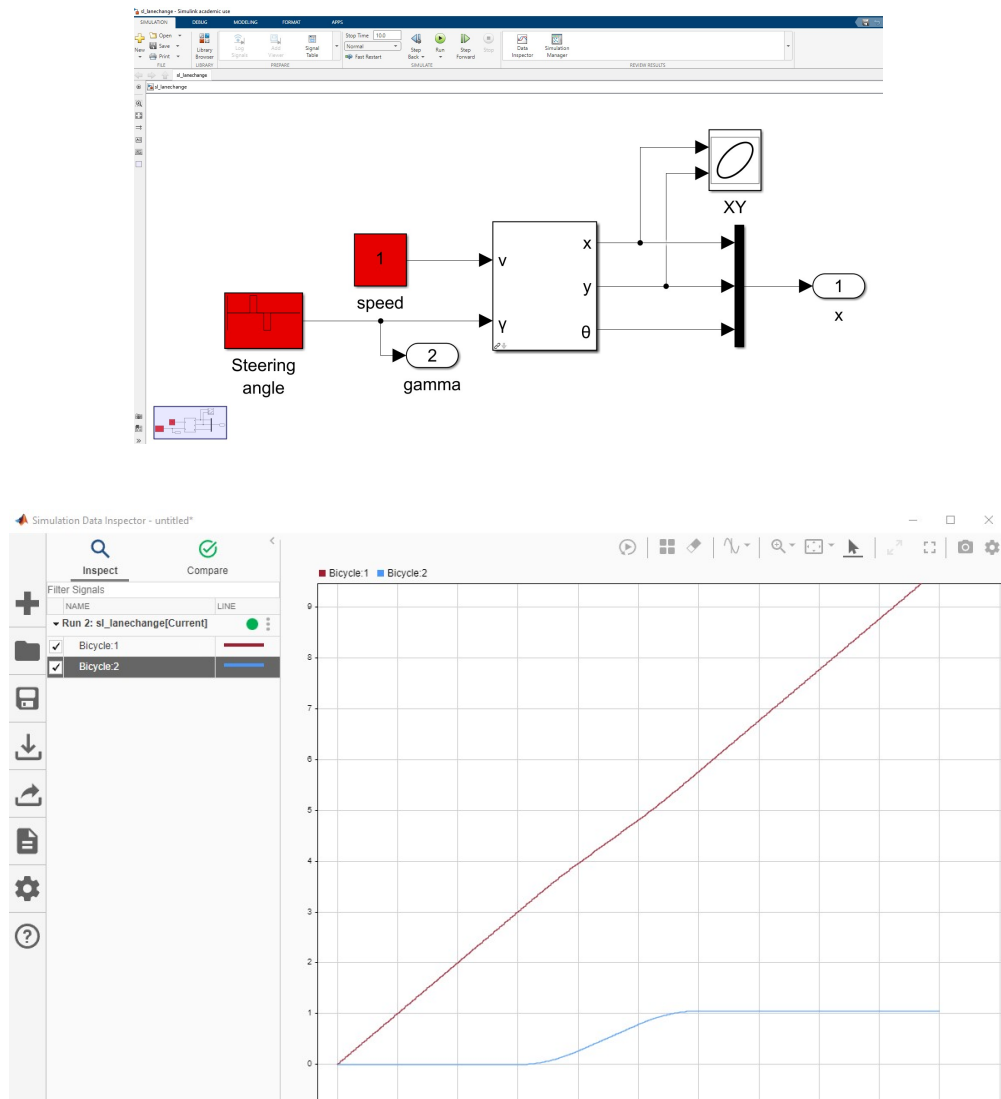 sl_lanechange - Simulink academic use
SIMULATION DEBUG MODELING FORMAT APPS
New
Open
Save
Print
FILE
Library Browser
LIBRARY
Log Signals
Add Viewer
Signal Table
PREPARE
Stop Time 10.0
Normal
Fast Restart
Step Back
Run
Step Forward
Stop
SIMULATE
Data Inspector
Simulation Manager
REVIEW RESULTS
sl_lanechange
sl_lanechange
XY
1
speed
Steering
angle
v
γ
x
y
θ
2
gamma
1
x
Simulation Data Inspector - untitled*
Inspect Compare
Filter Signals
NAME LINE
Run 2: sl_lanechange[Current]
Bicycle:1
Bicycle:2
Bicycle:1 Bicycle:2
9
8
7
6
5
4
3
2
1
0